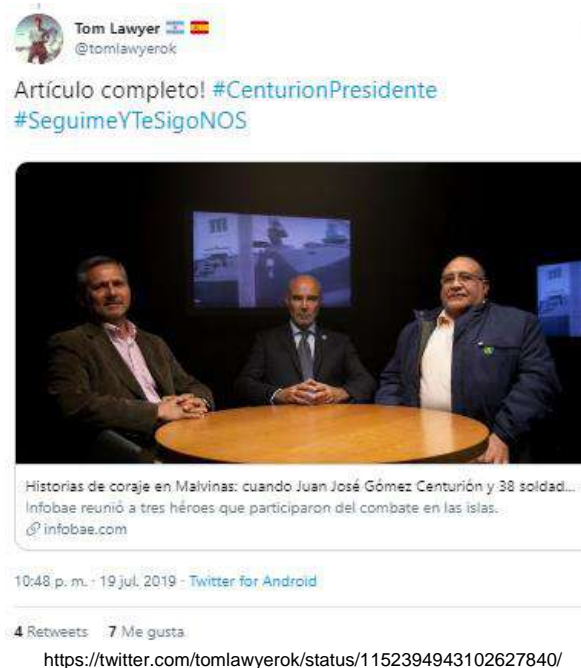 Tom Lawyer
@tomlawyerok
Artículo completo! #CenturionPresidente
#SeguimeYTeSigoNOS
Historias de coraje en Malvinas: cuando Juan José Gómez Centurión y 38 soldad...
Infobae reunió a tres héroes que participaron del combate en las islas.
infobae.com
10:48 p. m. · 19 jul. 2019 · Twitter for Android
4 Retweets 7 Me gusta
https://twitter.com/tomlawyerok/status/1152394943102627840/